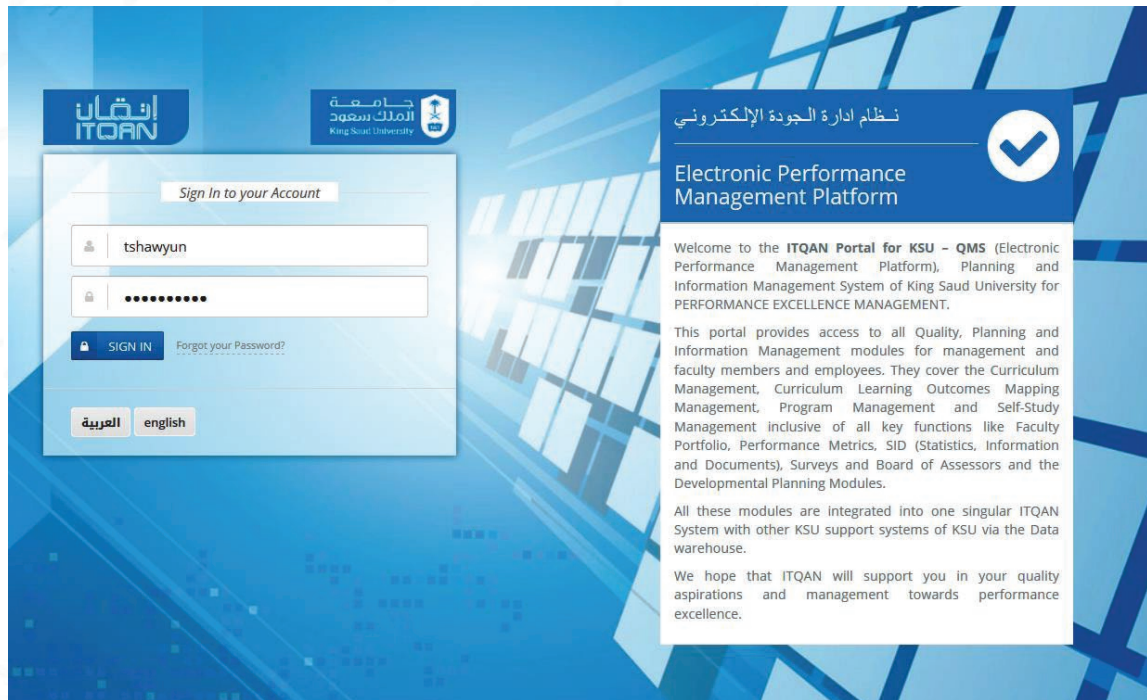 إتقان
ITQAN
جـــامــعــة
الملك سعود
King Saud University
Sign In to your Account
tshawyun
••••••••••
SIGN IN
Forgot your Password?
العربية
english
نـظام ادارة الـجودة الإلـكـتـرونـي
Electronic Performance
Management Platform
Welcome to the ITQAN Portal for KSU – QMS (Electronic
Performance Management Platform), Planning and
Information Management System of King Saud University for
PERFORMANCE EXCELLENCE MANAGEMENT.
This portal provides access to all Quality, Planning and
Information Management modules for management and
faculty members and employees. They cover the Curriculum
Management, Curriculum Learning Outcomes Mapping
Management, Program Management and Self-Study
Management inclusive of all key functions like Faculty
Portfolio, Performance Metrics, SID (Statistics, Information
and Documents), Surveys and Board of Assessors and the
Developmental Planning Modules.
All these modules are integrated into one singular ITQAN
System with other KSU support systems of KSU via the Data
warehouse.
We hope that ITQAN will support you in your quality
aspirations and management towards performance
excellence.